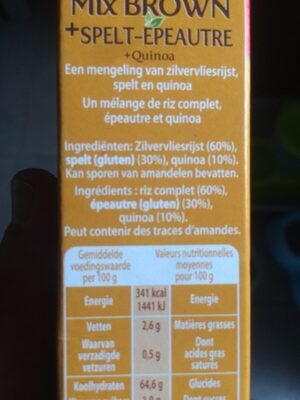 MIX BROWN
+SPELT-EPEAUTRE
+Quinoa
Een mengeling van zilvervliesrijst,
spelt en quinoa
Un mélange de riz complet,
épeautre et quinoa
Ingrediënten: Zilvervliesrijst (60%),
spelt (gluten) (30%), quinoa (10%).
Kan sporen van amandelen bevatten.
Ingrédients : riz complet (60%),
épeautre (gluten) (30%),
quinoa (10%).
Peut contenir des traces d'amandes.
Gemiddelde voedingswaarde per 100 g Valeurs nutritionnelles moyennes pour 100 g
Energie 341 kcal 1441 kJ Energie
Vetten 2,6 g Matières grasses
Waarvan verzadigde vetzuren 0,5 g Dont acides gras saturés
Koolhydraten 64,6 g Glucides